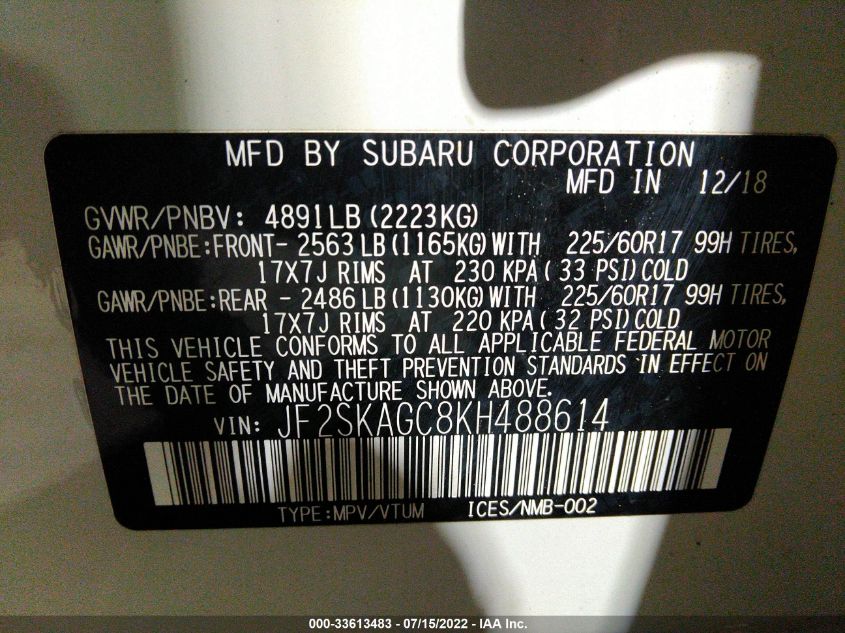 MFD BY SUBARU CORPORATION
MFD IN 12/18
GVWR/PNBV: 4891LB (2223KG)
GAWR/PNBE:FRONT- 2563 LB(1165KG)WITH 225/60R17 99H TIRES,
17X7J RIMS AT 230 KPA( 33 PSI)COLD
GAWR/PNBE:REAR - 2486 LB(1130KG)WITH 225/60R17 99H TIRES,
17X7J RIMS AT 220 KPA( 32 PSI)COLD
THIS VEHICLE CONFORMS TO ALL APPLICABLE FEDERAL MOTOR
VEHICLE SAFETY AND THEFT PREVENTION STANDARDS IN EFFECT ON
THE DATE OF MANUFACTURE SHOWN ABOVE.
VIN: JF2SKAGC8KH488614
TYPE:MPV/VTUM ICES/NMB-002
000-33613483 - 07/15/2022 - IAA Inc.